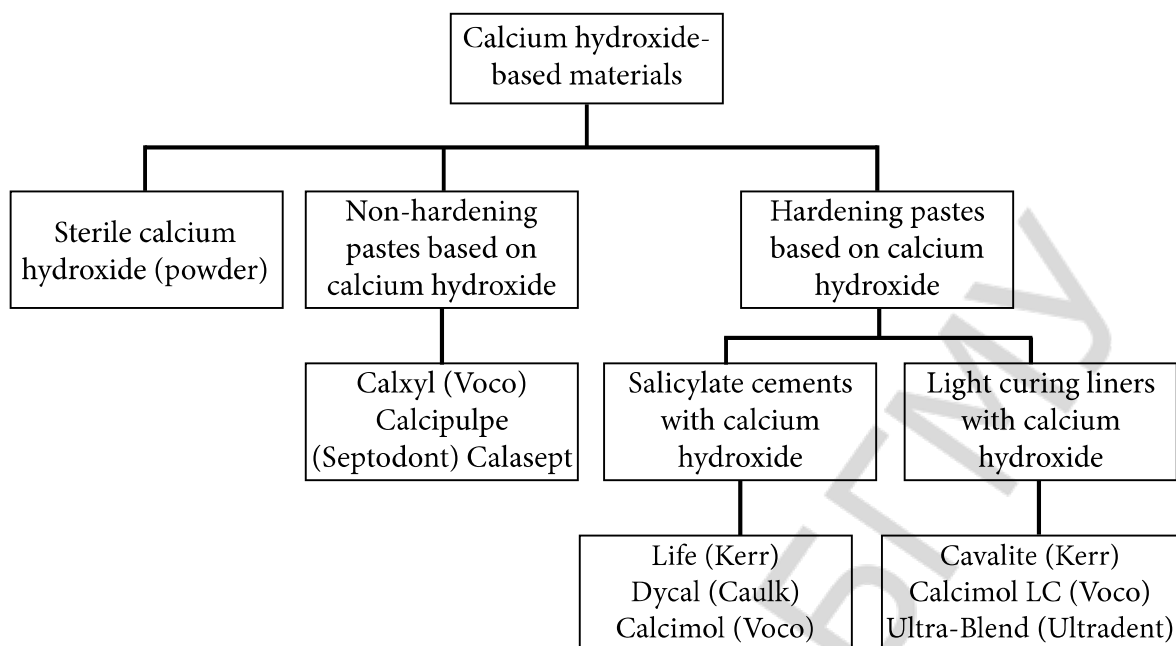 Calcium hydroxide-
based materials
Sterile calcium
hydroxide (powder)
Non-hardening
pastes based on
calcium hydroxide
Hardening pastes
based on calcium
hydroxide
Calxyl (Voco)
Calcipulpe
(Septodont) Calasept
Salicylate cements
with calcium
hydroxide
Light curing liners
with calcium
hydroxide
Life (Kerr)
Dycal (Caulk)
Calcimol (Voco)
Cavalite (Kerr)
Calcimol LC (Voco)
Ultra-Blend (Ultradent)
БГМУ